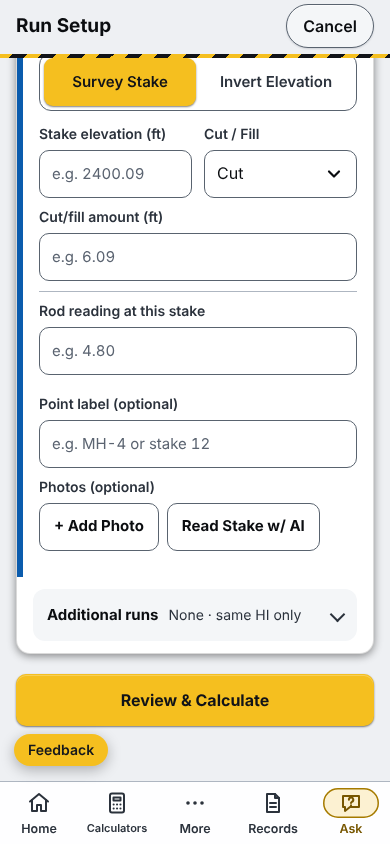 Run Setup
Cancel
Survey Stake
Invert Elevation
Stake elevation (ft)
Cut / Fill
e.g. 2400.09
Cut
Cut/fill amount (ft)
e.g. 6.09
Rod reading at this stake
e.g. 4.80
Point label (optional)
e.g. MH-4 or stake 12
Photos (optional)
+ Add Photo
Read Stake w/ AI
Additional runs None · same HI only
Review & Calculate
Feedback
Home
Calculators
More
Records
Ask